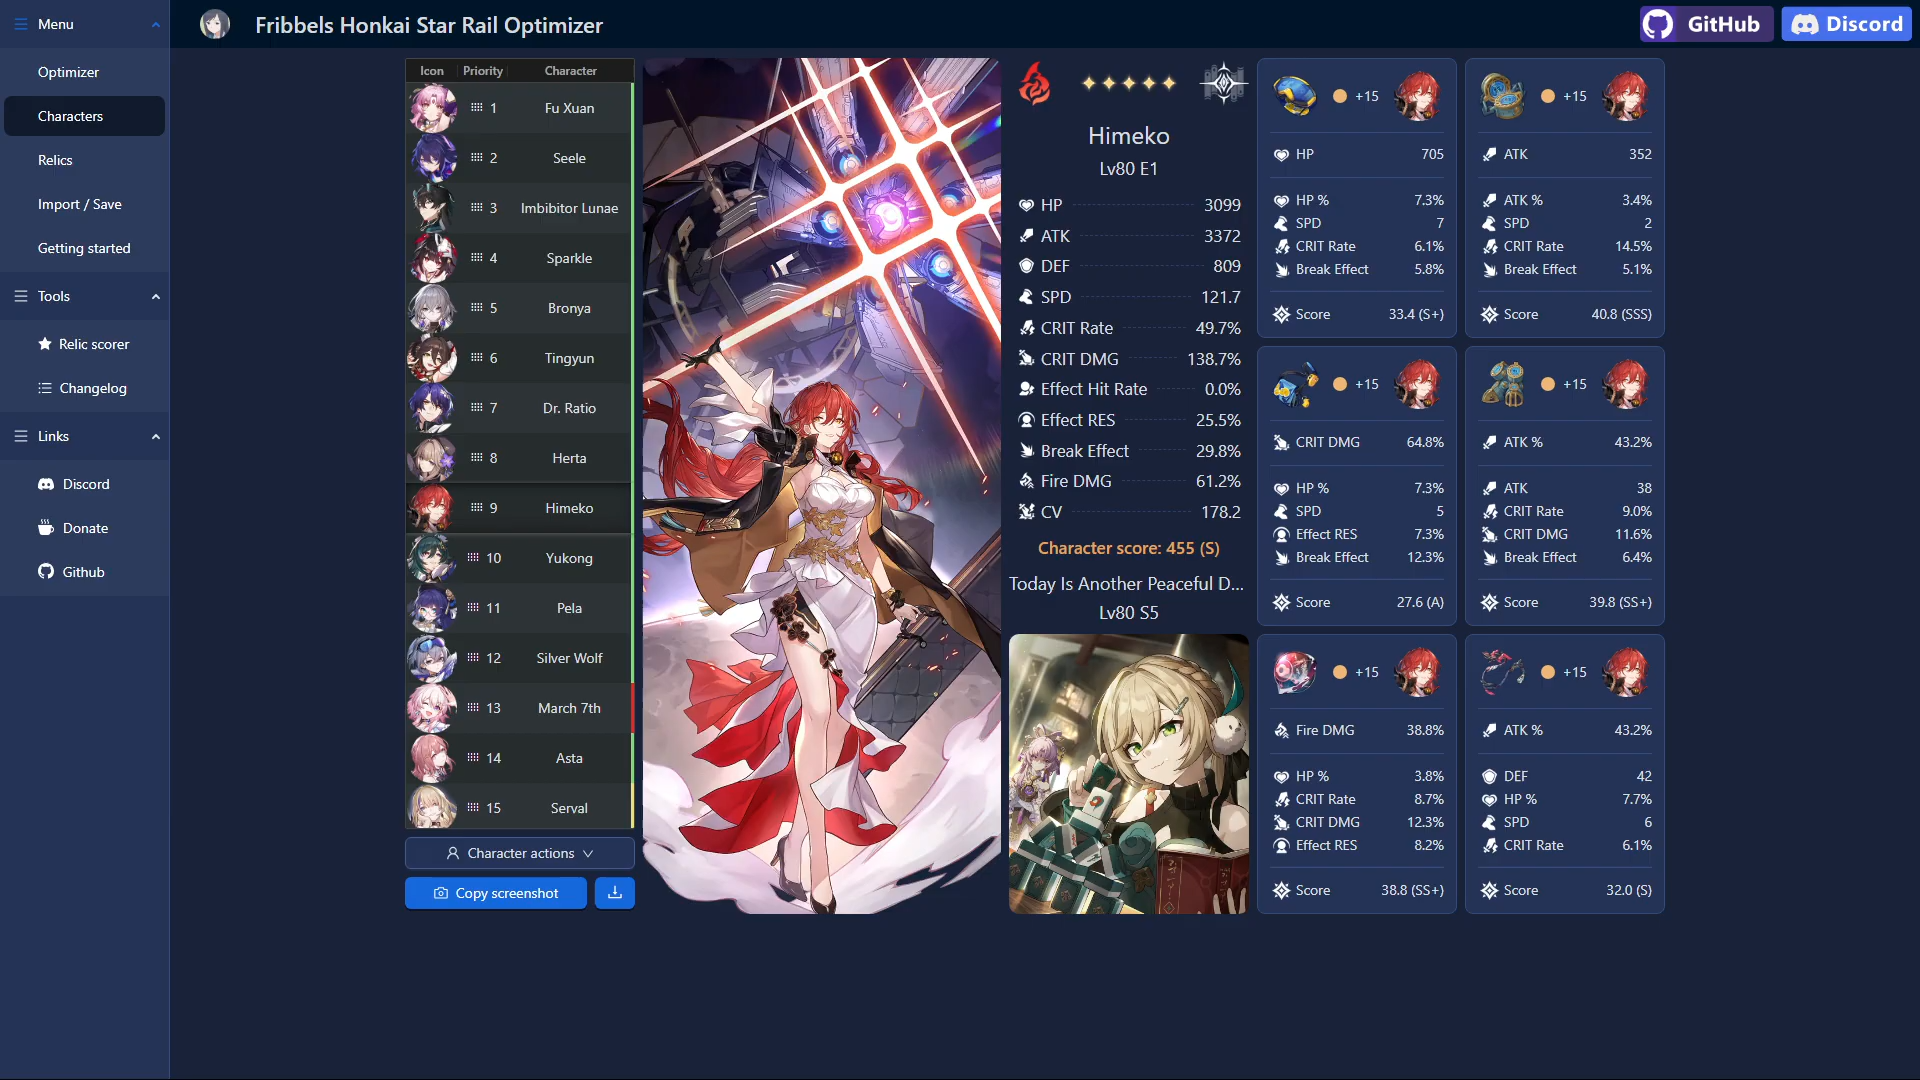 Menu
Optimizer
Characters
Relics
Import / Save
Getting started
Tools
Relic scorer
Changelog
Links
Discord
Donate
Github
Fribbels Honkai Star Rail Optimizer
GitHub
Discord
Icon Priority Character
1 Fu Xuan
2 Seele
3 Imbibitor Lunae
4 Sparkle
5 Bronya
6 Tingyun
7 Dr. Ratio
8 Herta
9 Himeko
10 Yukong
11 Pela
12 Silver Wolf
13 March 7th
14 Asta
15 Serval
Character actions
Copy screenshot
Himeko
Lv80 E1
HP 3099
ATK 3372
DEF 809
SPD 121.7
CRIT Rate 49.7%
CRIT DMG 138.7%
Effect Hit Rate 0.0%
Effect RES 25.5%
Break Effect 29.8%
Fire DMG 61.2%
CV 178.2
Character score: 455 (S)
Today Is Another Peaceful D...
Lv80 S5
+15
HP 705
HP % 7.3%
SPD 7
CRIT Rate 6.1%
Break Effect 5.8%
Score 33.4 (S+)
+15
ATK 352
ATK % 3.4%
SPD 2
CRIT Rate 14.5%
Break Effect 5.1%
Score 40.8 (SSS)
+15
CRIT DMG 64.8%
HP % 7.3%
SPD 5
Effect RES 7.3%
Break Effect 12.3%
Score 27.6 (A)
+15
ATK % 43.2%
ATK 38
CRIT Rate 9.0%
CRIT DMG 11.6%
Break Effect 6.4%
Score 39.8 (SS+)
+15
Fire DMG 38.8%
HP % 3.8%
CRIT Rate 8.7%
CRIT DMG 12.3%
Effect RES 8.2%
Score 38.8 (SS+)
+15
ATK % 43.2%
DEF 42
HP % 7.7%
SPD 6
CRIT Rate 6.1%
Score 32.0 (S)